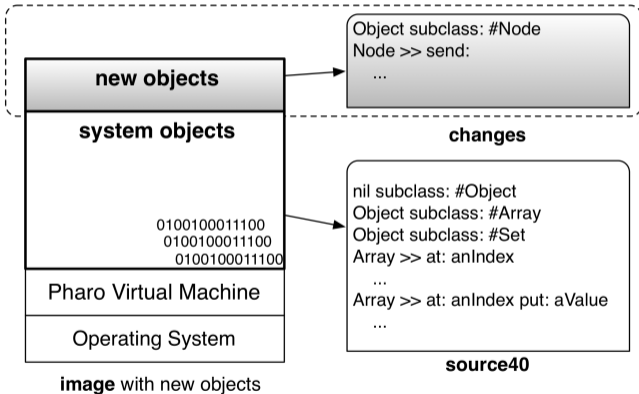 new objects
system objects
0100100011100
0100100011100
0100100011100
Pharo Virtual Machine
Operating System
image with new objects
Object subclass: #Node
Node >> send:
...
changes
nil subclass: #Object
Object subclass: #Array
Object subclass: #Set
Array >> at: anIndex
...
Array >> at: anIndex put: aValue
...
source40